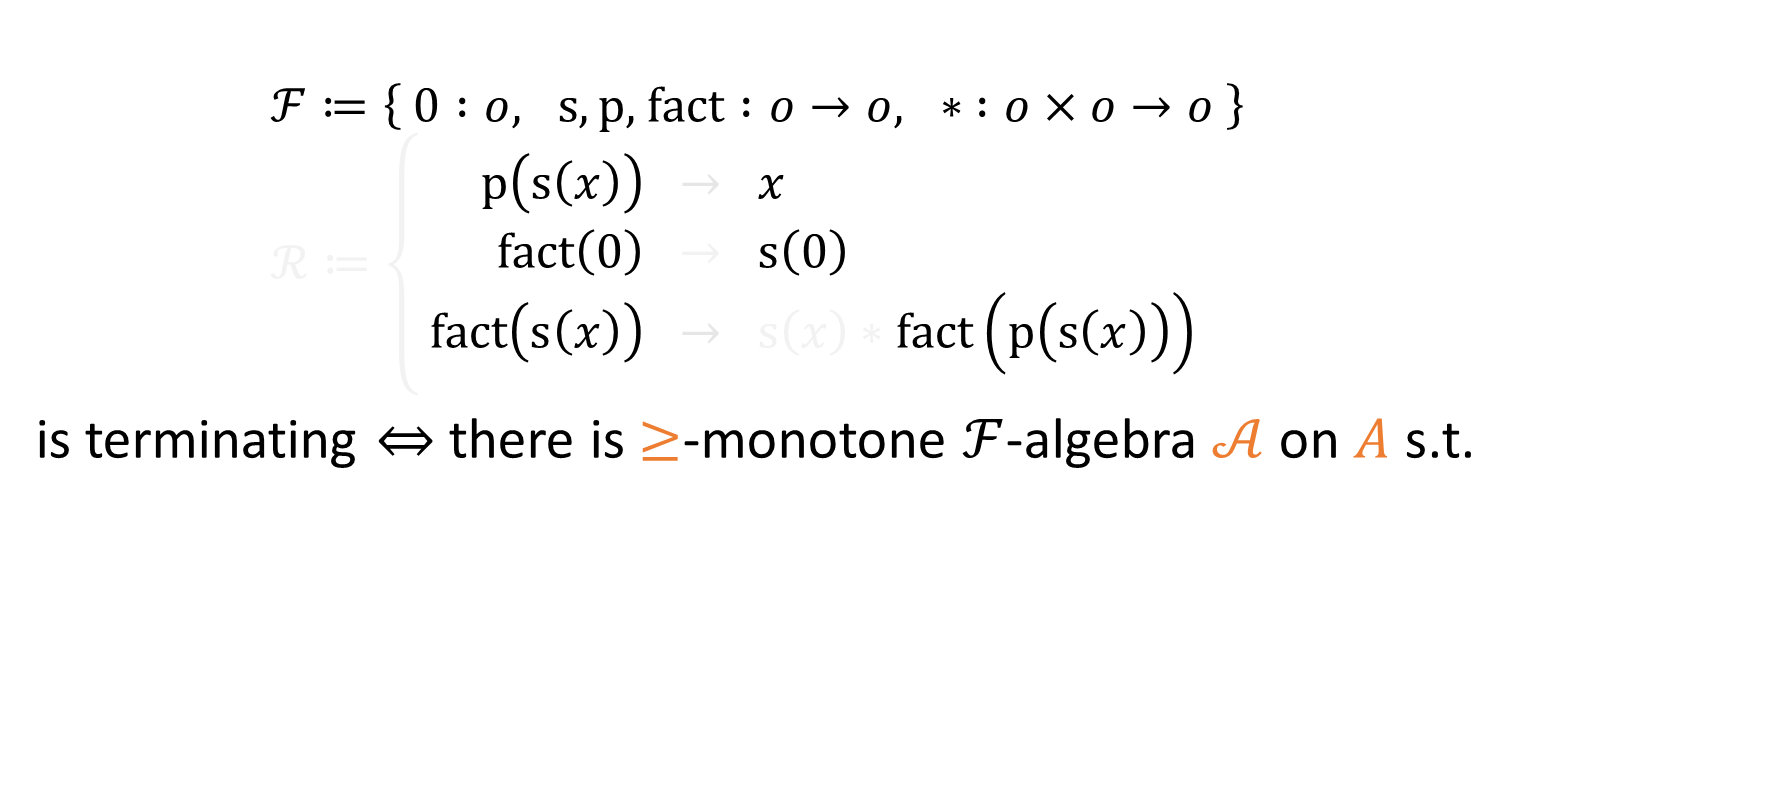 ℱ ≔ { 0 : o, s, p, fact : o → o, * : o × o → o }
p(s(x)) → x
fact(0) → s(0)
ℛ ≔ {
fact(s(x)) → s(x) * fact(p(s(x)))
is terminating ⇔ there is ≥-monotone ℱ-algebra 𝒜 on A s.t.